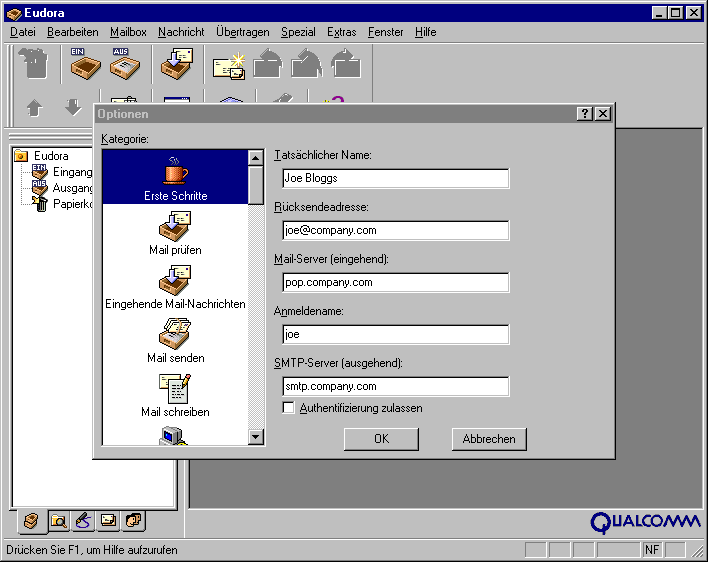 Eudora
Datei Bearbeiten Mailbox Nachricht Übertragen Spezial Extras Fenster Hilfe
EIN AUS
Optionen
Eudora
EIN Eingang
AUS Ausgang
Papierko
Kategorie:
Erste Schritte
Mail prüfen
Eingehende Mail-Nachrichten
Mail senden
Mail schreiben
Tatsächlicher Name:
Joe Bloggs
Rücksendeadresse:
joe@company.com
Mail-Server (eingehend):
pop.company.com
Anmeldename:
joe
SMTP-Server (ausgehend):
smtp.company.com
Authentifizierung zulassen
OK Abbrechen
QUALCOMM
Drücken Sie F1, um Hilfe aufzurufen NF